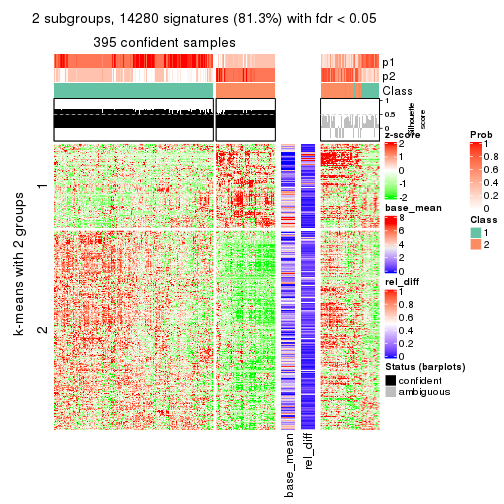 2 subgroups, 14280 signatures (81.3%) with fdr < 0.05
395 confident samples
p1
p2
Class
1
0.5
0
Silhouette
score
k-means with 2 groups
1
2
base_mean
rel_diff
z-score
2
1
0
-1
-2
base_mean
8
6
4
2
0
rel_diff
1
0.8
0.6
0.4
0.2
0
Status (barplots)
confident
ambiguous
Prob
1
0.8
0.6
0.4
0.2
0
Class
1
2